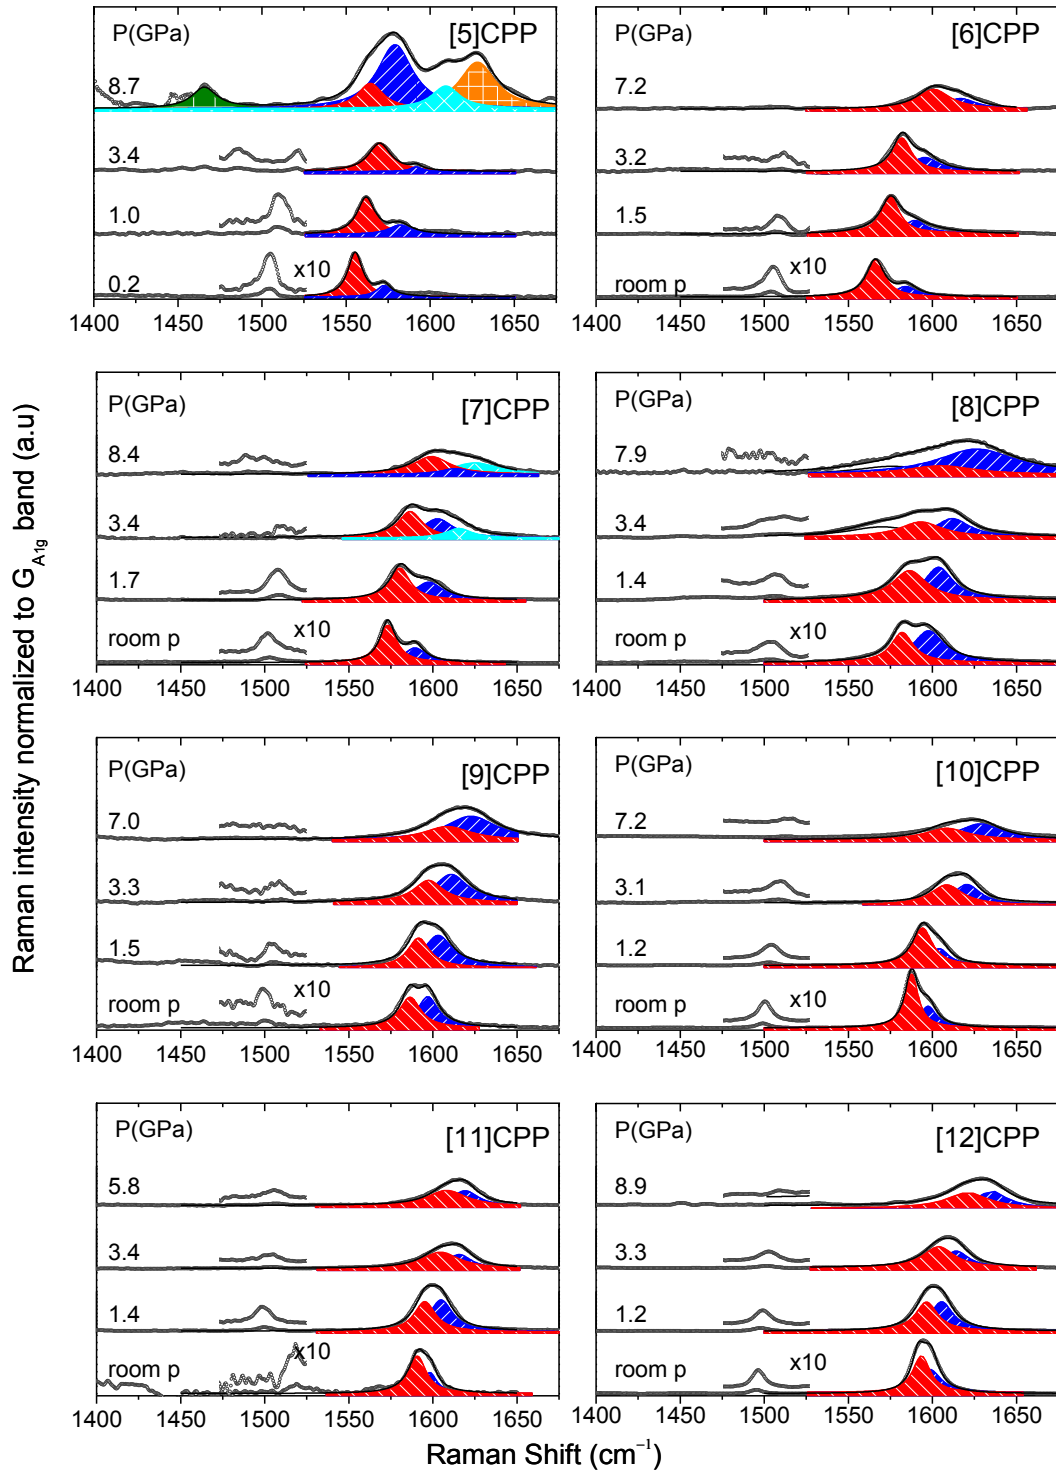 P(GPa) [5]CPP
8.7
3.4
1.0
0.2 x10
1400 1450 1500 1550 1600 1650
P(GPa) [6]CPP
7.2
3.2
1.5
room p x10
1400 1450 1500 1550 1600 1650
P(GPa) [7]CPP
8.4
3.4
1.7
room p x10
1400 1450 1500 1550 1600 1650
P(GPa) [8]CPP
7.9
3.4
1.4
room p x10
1400 1450 1500 1550 1600 1650
P(GPa) [9]CPP
7.0
3.3
1.5
room p x10
1400 1450 1500 1550 1600 1650
P(GPa) [10]CPP
7.2
3.1
1.2
room p x10
1400 1450 1500 1550 1600 1650
P(GPa) [11]CPP
5.8
3.4
1.4
room p x10
1400 1450 1500 1550 1600 1650
P(GPa) [12]CPP
8.9
3.3
1.2
room p x10
1400 1450 1500 1550 1600 1650
Raman intensity normalized to G_A1g band (a.u)
Raman Shift (cm⁻¹)